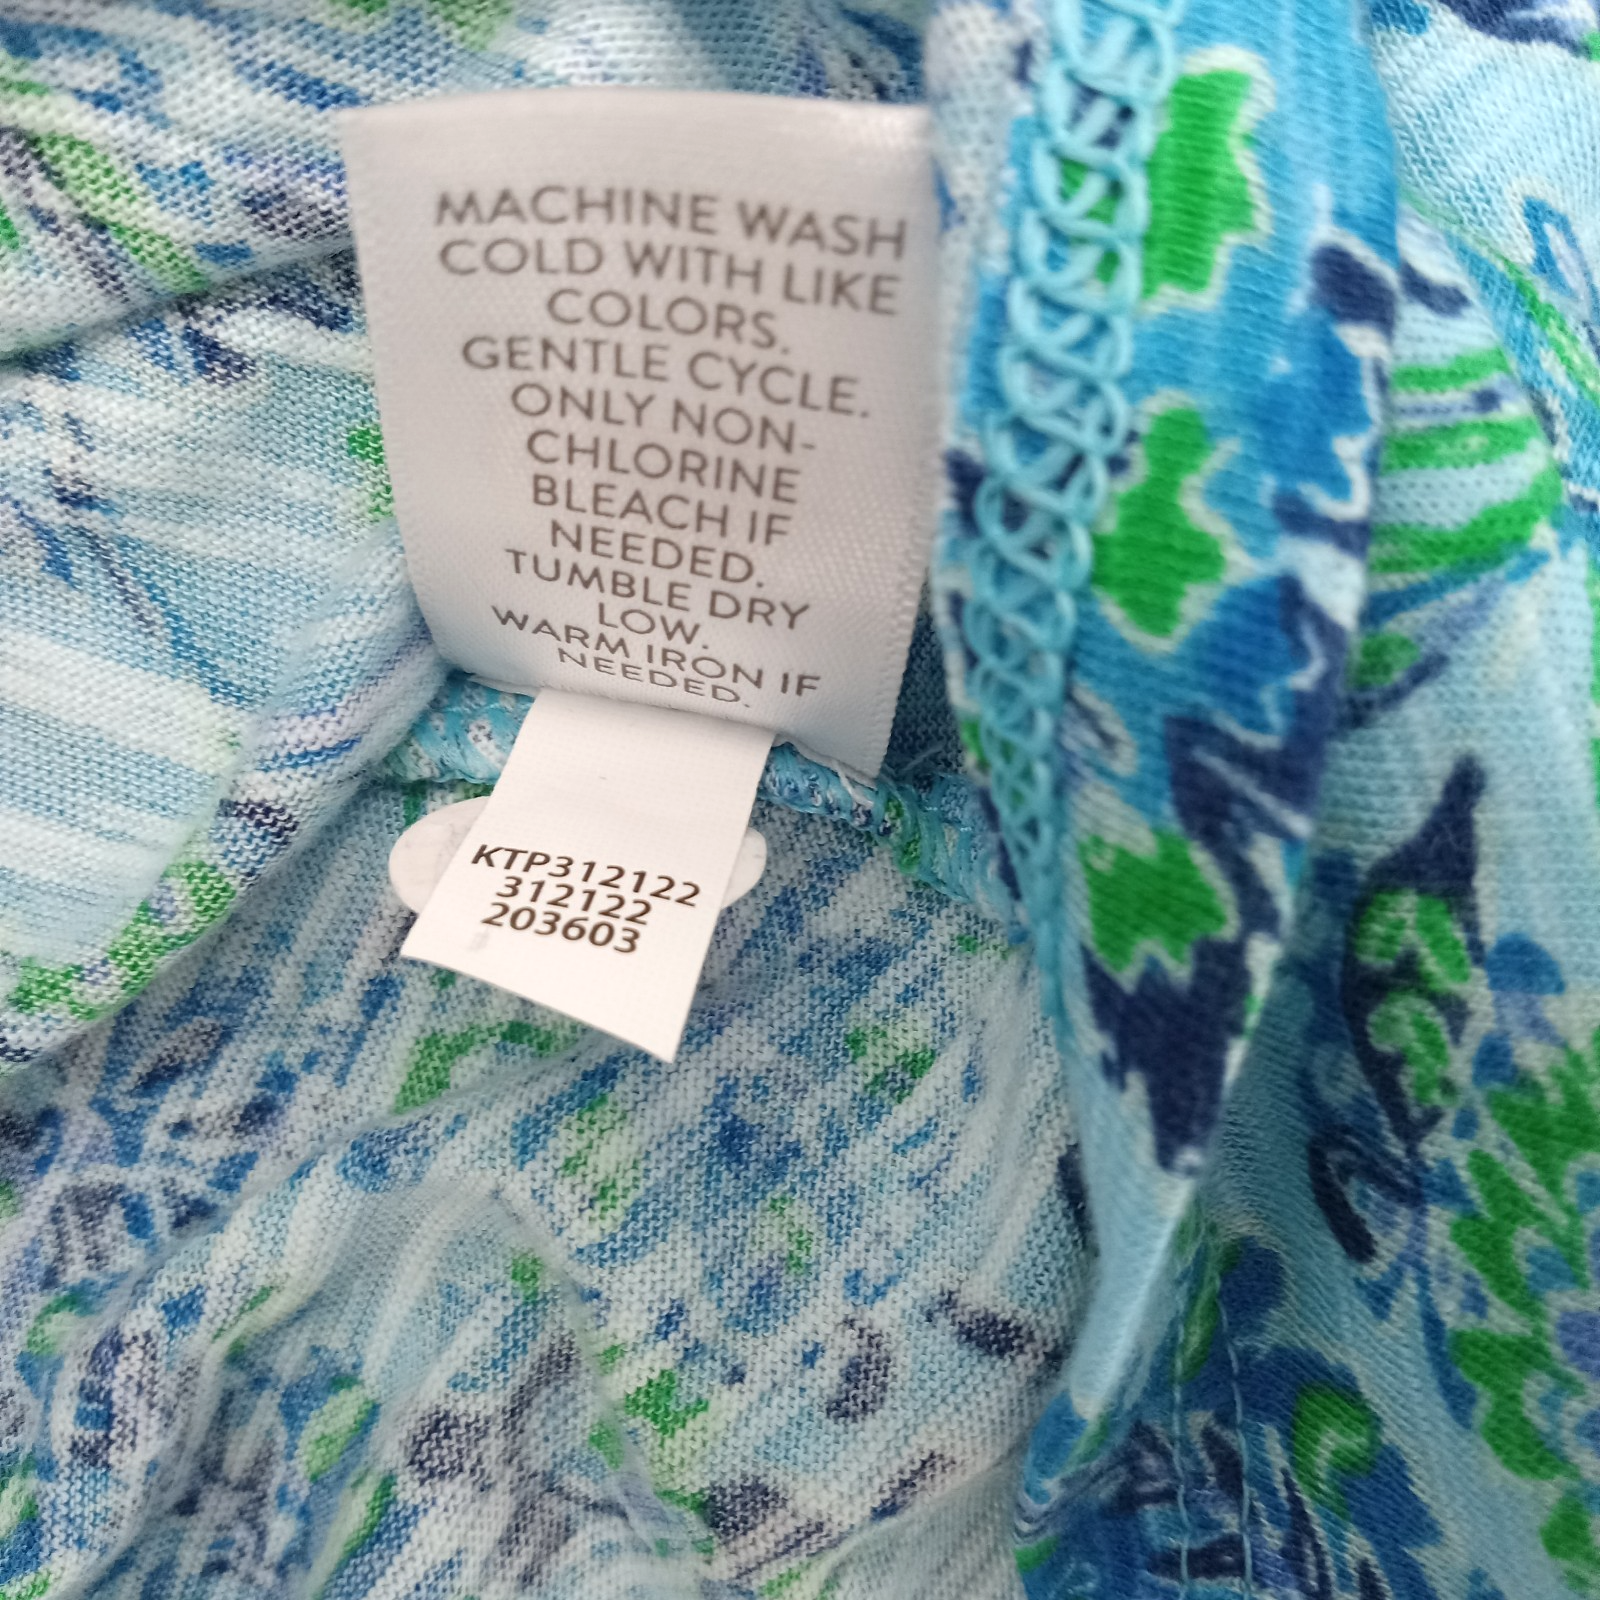 MACHINE WASH
COLD WITH LIKE
COLORS.
GENTLE CYCLE.
ONLY NON-
CHLORINE
BLEACH IF
NEEDED.
TUMBLE DRY
LOW.
WARM IRON IF
NEEDED.
KTP312122
312122
203603